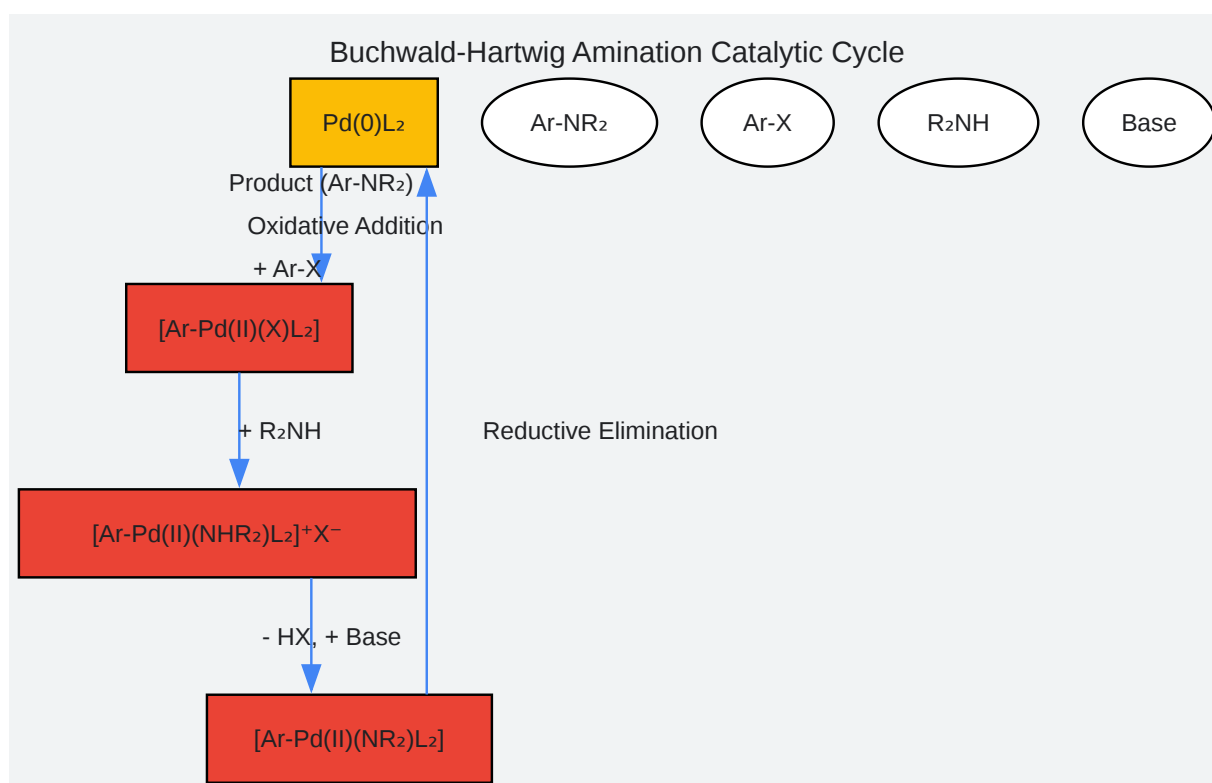 Buchwald-Hartwig Amination Catalytic Cycle
Pd(0)L₂
Ar-NR₂
Ar-X
R₂NH
Base
Product (Ar-NR₂)
Oxidative Addition
+ Ar-X
[Ar-Pd(II)(X)L₂]
+ R₂NH
Reductive Elimination
[Ar-Pd(II)(NHR₂)L₂]⁺X⁻
- HX, + Base
[Ar-Pd(II)(NR₂)L₂]